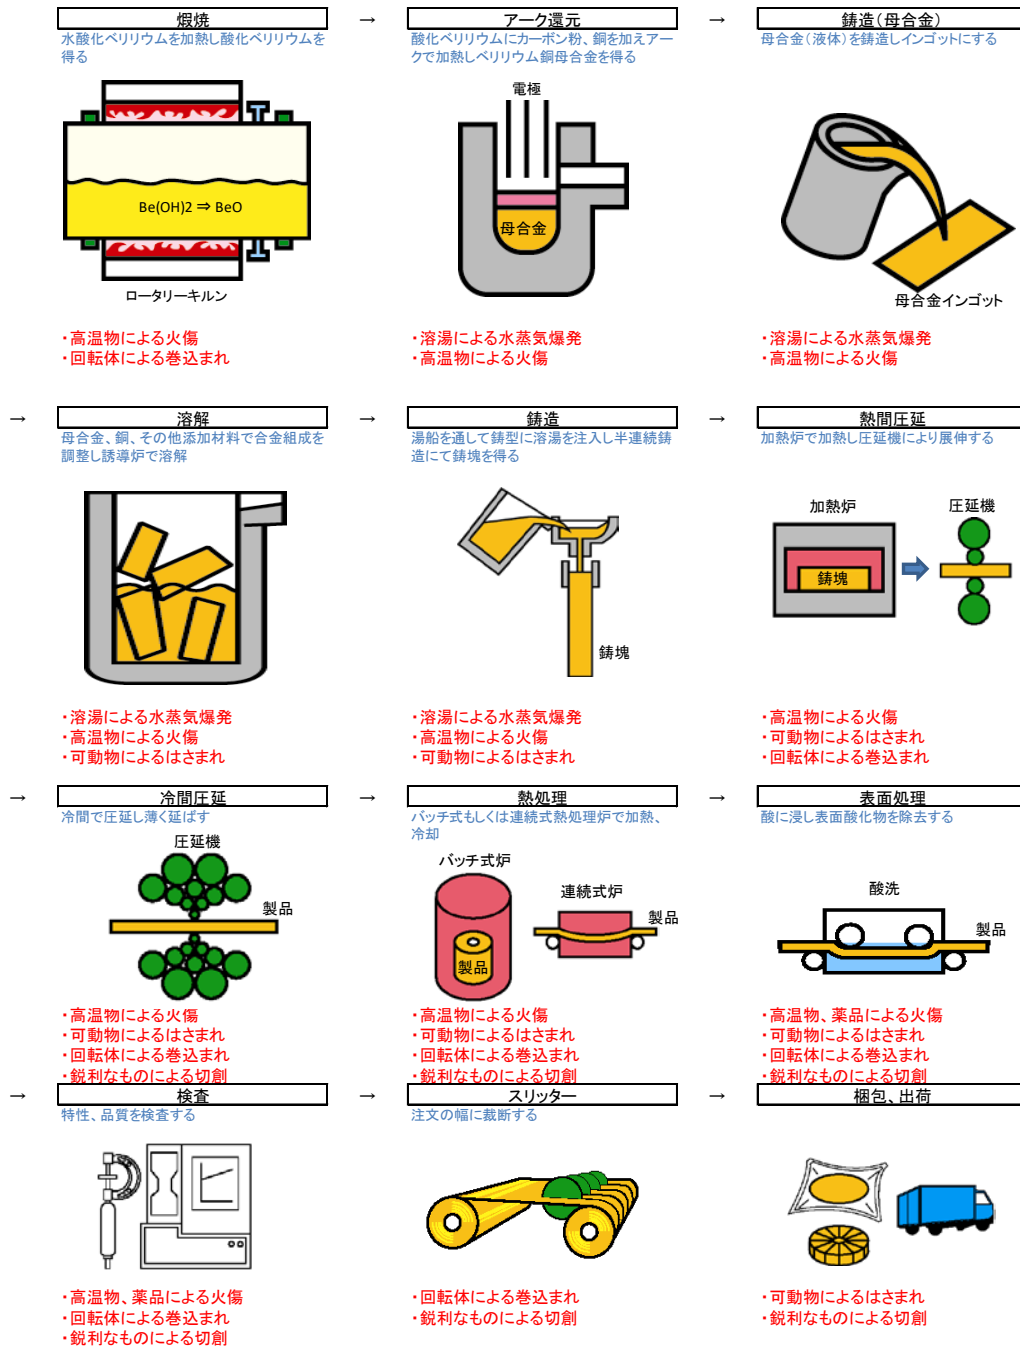 煆焼
→
アーク還元
→
鋳造(母合金)
水酸化ベリリウムを加熱し酸化ベリリウムを
得る
酸化ベリリウムにカーボン粉、銅を加えアー
クで加熱しベリリウム銅母合金を得る
母合金(液体)を鋳造しインゴットにする
Be(OH)2 ⇒ BeO
ロータリーキルン
電極
母合金
母合金インゴット
・高温物による火傷
・回転体による巻込まれ
・溶湯による水蒸気爆発
・高温物による火傷
・溶湯による水蒸気爆発
・高温物による火傷
→
溶解
→
鋳造
→
熱間圧延
母合金、銅、その他添加材料で合金組成を
調整し誘導炉で溶解
湯船を通して鋳型に溶湯を注入し半連続鋳
造にて鋳塊を得る
加熱炉で加熱し圧延機により展伸する
鋳塊
加熱炉
圧延機
鋳塊
・溶湯による水蒸気爆発
・高温物による火傷
・可動物によるはさまれ
・溶湯による水蒸気爆発
・高温物による火傷
・可動物によるはさまれ
・高温物による火傷
・可動物によるはさまれ
・回転体による巻込まれ
→
冷間圧延
→
熱処理
→
表面処理
冷間で圧延し薄く延ばす
バッチ式もしくは連続式熱処理炉で加熱、
冷却
酸に浸し表面酸化物を除去する
圧延機
製品
バッチ式炉
製品
連続式炉
製品
酸洗
製品
・高温物による火傷
・可動物によるはさまれ
・回転体による巻込まれ
・鋭利なものによる切創
・高温物による火傷
・可動物によるはさまれ
・回転体による巻込まれ
・鋭利なものによる切創
・高温物、薬品による火傷
・可動物によるはさまれ
・回転体による巻込まれ
・鋭利なものによる切創
→
検査
→
スリッター
→
梱包、出荷
特性、品質を検査する
注文の幅に裁断する
・高温物、薬品による火傷
・回転体による巻込まれ
・鋭利なものによる切創
・回転体による巻込まれ
・鋭利なものによる切創
・可動物によるはさまれ
・鋭利なものによる切創